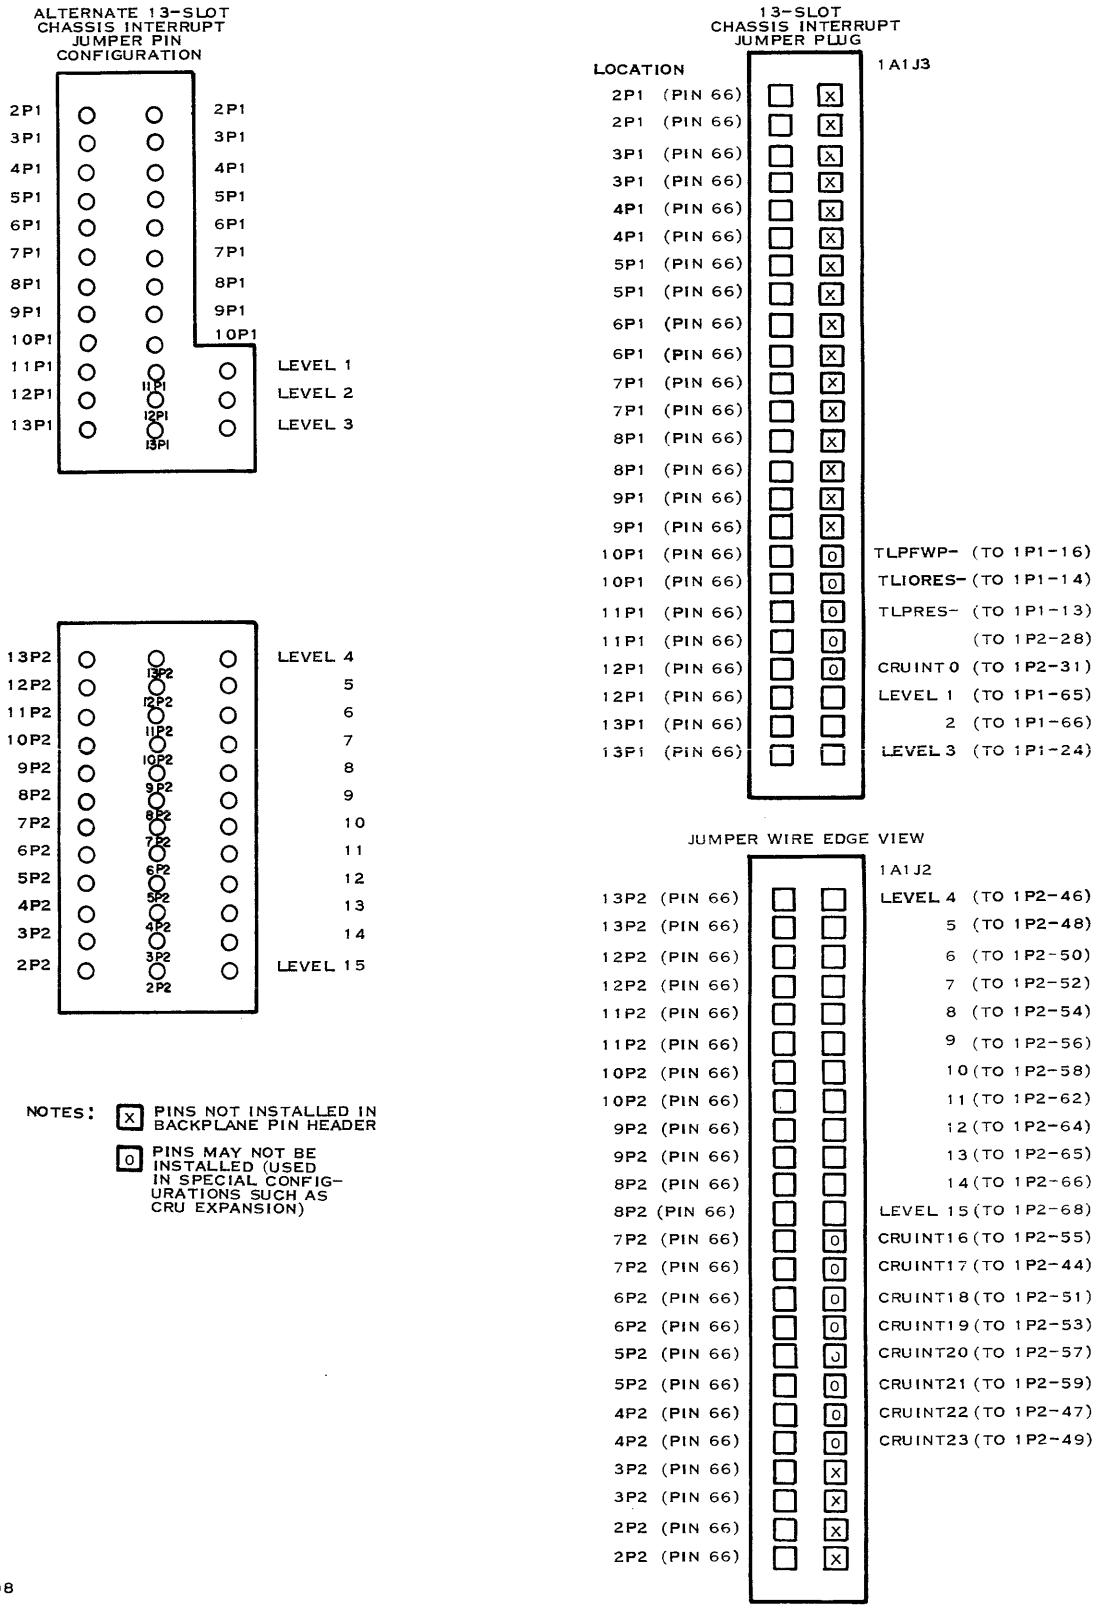 ALTERNATE 13-SLOT
CHASSIS INTERRUPT
JUMPER PIN
CONFIGURATION
2P1 2P1
3P1 3P1
4P1 4P1
5P1 5P1
6P1 6P1
7P1 7P1
8P1 8P1
9P1 9P1
10P1 10P1
11P1 11P1 LEVEL 1
12P1 12P1 LEVEL 2
13P1 13P1 LEVEL 3
13P2 13P2 LEVEL 4
12P2 12P2 5
11P2 11P2 6
10P2 10P2 7
9P2 9P2 8
8P2 8P2 9
7P2 7P2 10
6P2 6P2 11
5P2 5P2 12
4P2 4P2 13
3P2 3P2 14
2P2 2P2 LEVEL 15
NOTES: X PINS NOT INSTALLED IN
BACKPLANE PIN HEADER
O PINS MAY NOT BE
INSTALLED (USED
IN SPECIAL CONFIG-
URATIONS SUCH AS
CRU EXPANSION)
13-SLOT
CHASSIS INTERRUPT
JUMPER PLUG
LOCATION 1A1J3
2P1 (PIN 66) X
2P1 (PIN 66) X
3P1 (PIN 66) X
3P1 (PIN 66) X
4P1 (PIN 66) X
4P1 (PIN 66) X
5P1 (PIN 66) X
5P1 (PIN 66) X
6P1 (PIN 66) X
6P1 (PIN 66) X
7P1 (PIN 66) X
7P1 (PIN 66) X
8P1 (PIN 66) X
8P1 (PIN 66) X
9P1 (PIN 66) X
9P1 (PIN 66) X
10P1 (PIN 66) O TLPFWP- (TO 1P1-16)
10P1 (PIN 66) O TLIORES- (TO 1P1-14)
11P1 (PIN 66) O TLPRES- (TO 1P1-13)
11P1 (PIN 66) O (TO 1P2-28)
12P1 (PIN 66) O CRUINT0 (TO 1P2-31)
12P1 (PIN 66) LEVEL 1 (TO 1P1-65)
13P1 (PIN 66) 2 (TO 1P1-66)
13P1 (PIN 66) LEVEL 3 (TO 1P1-24)
JUMPER WIRE EDGE VIEW
1A1J2
13P2 (PIN 66) LEVEL 4 (TO 1P2-46)
13P2 (PIN 66) 5 (TO 1P2-48)
12P2 (PIN 66) 6 (TO 1P2-50)
12P2 (PIN 66) 7 (TO 1P2-52)
11P2 (PIN 66) 8 (TO 1P2-54)
11P2 (PIN 66) 9 (TO 1P2-56)
10P2 (PIN 66) 10 (TO 1P2-58)
10P2 (PIN 66) 11 (TO 1P2-62)
9P2 (PIN 66) 12 (TO 1P2-64)
9P2 (PIN 66) 13 (TO 1P2-65)
8P2 (PIN 66) 14 (TO 1P2-66)
8P2 (PIN 66) LEVEL 15 (TO 1P2-68)
7P2 (PIN 66) O CRUINT16 (TO 1P2-55)
7P2 (PIN 66) O CRUINT17 (TO 1P2-44)
6P2 (PIN 66) O CRUINT18 (TO 1P2-51)
6P2 (PIN 66) O CRUINT19 (TO 1P2-53)
5P2 (PIN 66) O CRUINT20 (TO 1P2-57)
5P2 (PIN 66) O CRUINT21 (TO 1P2-59)
4P2 (PIN 66) O CRUINT22 (TO 1P2-47)
4P2 (PIN 66) O CRUINT23 (TO 1P2-49)
3P2 (PIN 66) X
3P2 (PIN 66) X
2P2 (PIN 66) X
2P2 (PIN 66) X